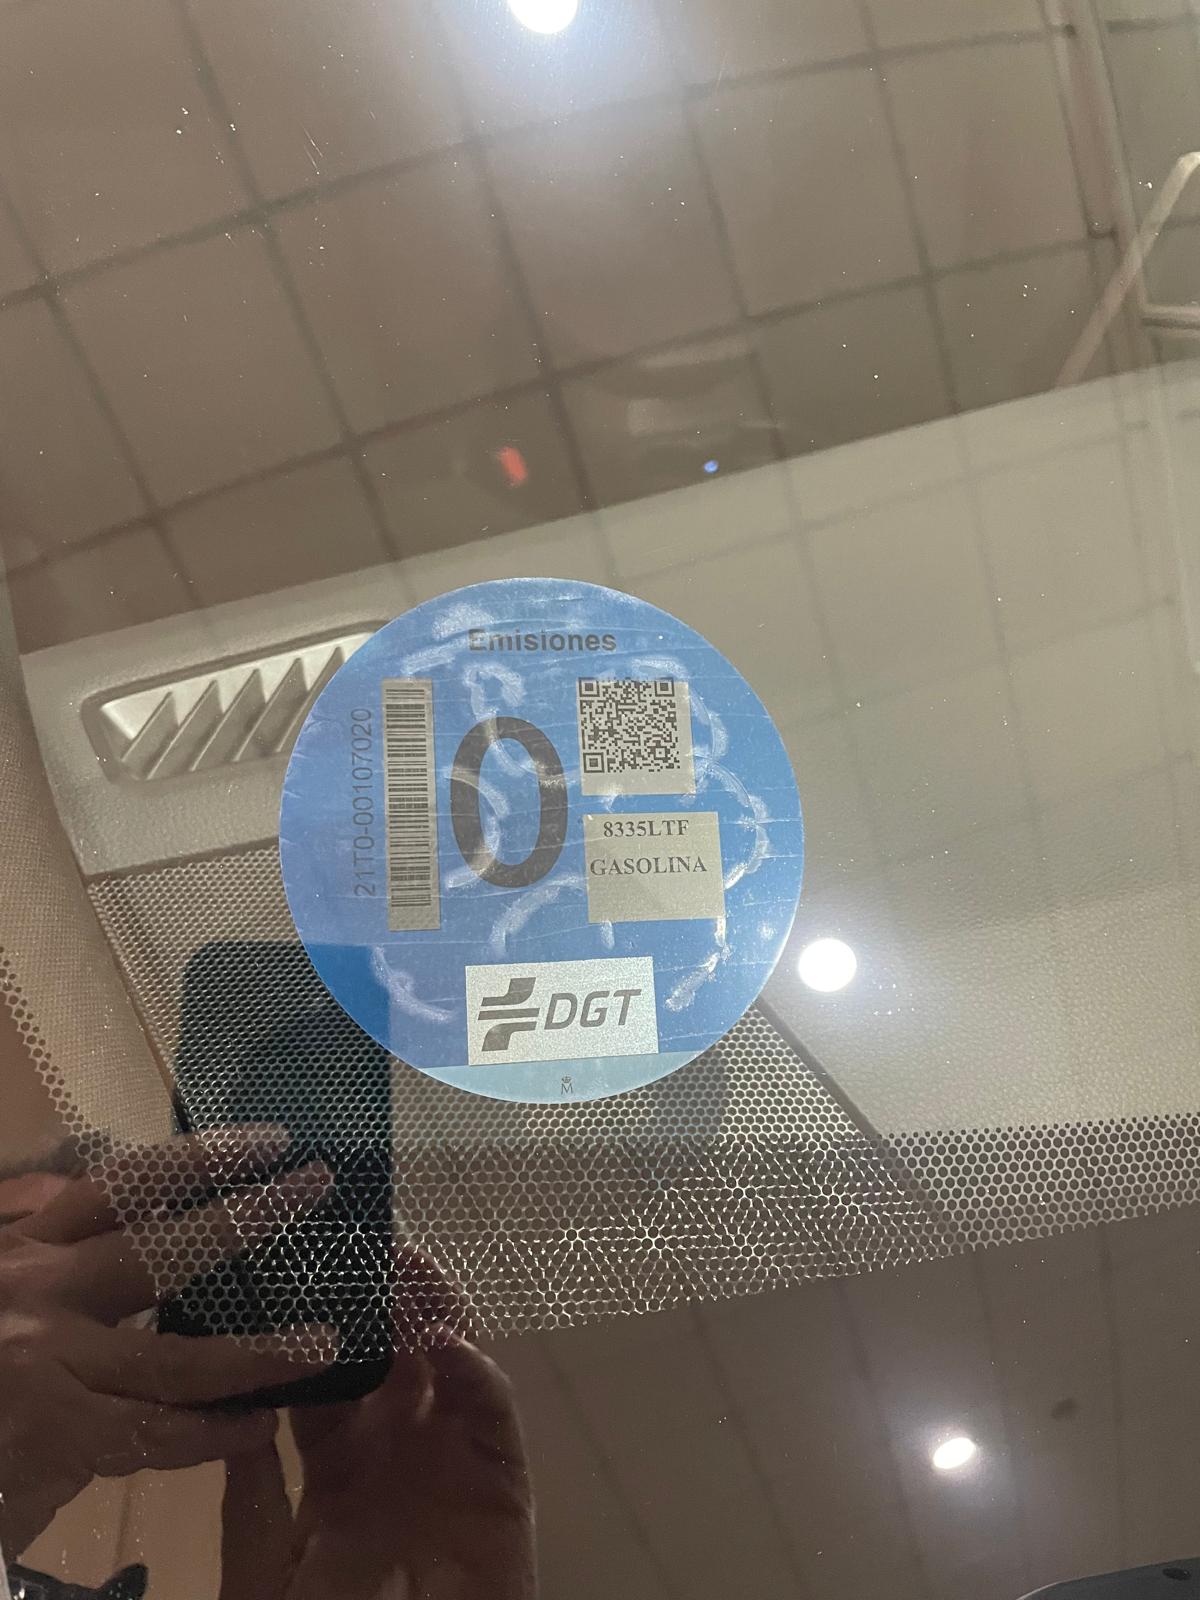 Emisiones
21T0-00107020
0
8335LTF
GASOLINA
DGT
M